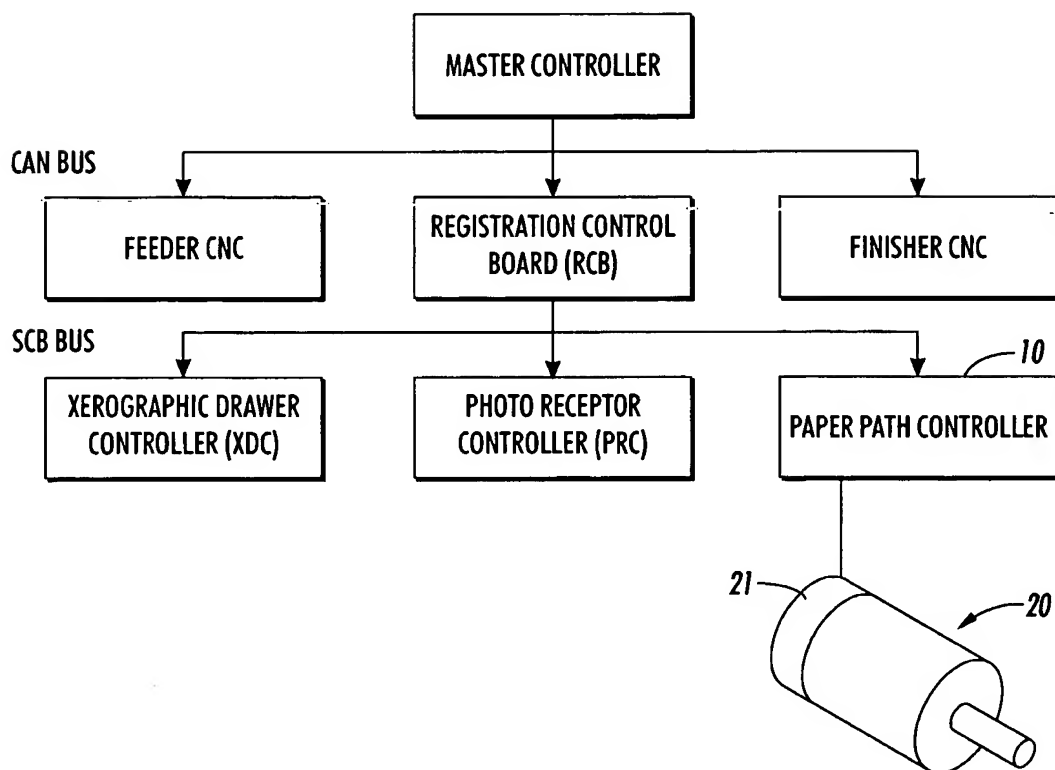 MASTER CONTROLLER
CAN BUS
FEEDER CNC
REGISTRATION CONTROL
BOARD (RCB)
FINISHER CNC
SCB BUS
10
XEROGRAPHIC DRAWER
CONTROLLER (XDC)
PHOTO RECEPTOR
CONTROLLER (PRC)
PAPER PATH CONTROLLER
21
20